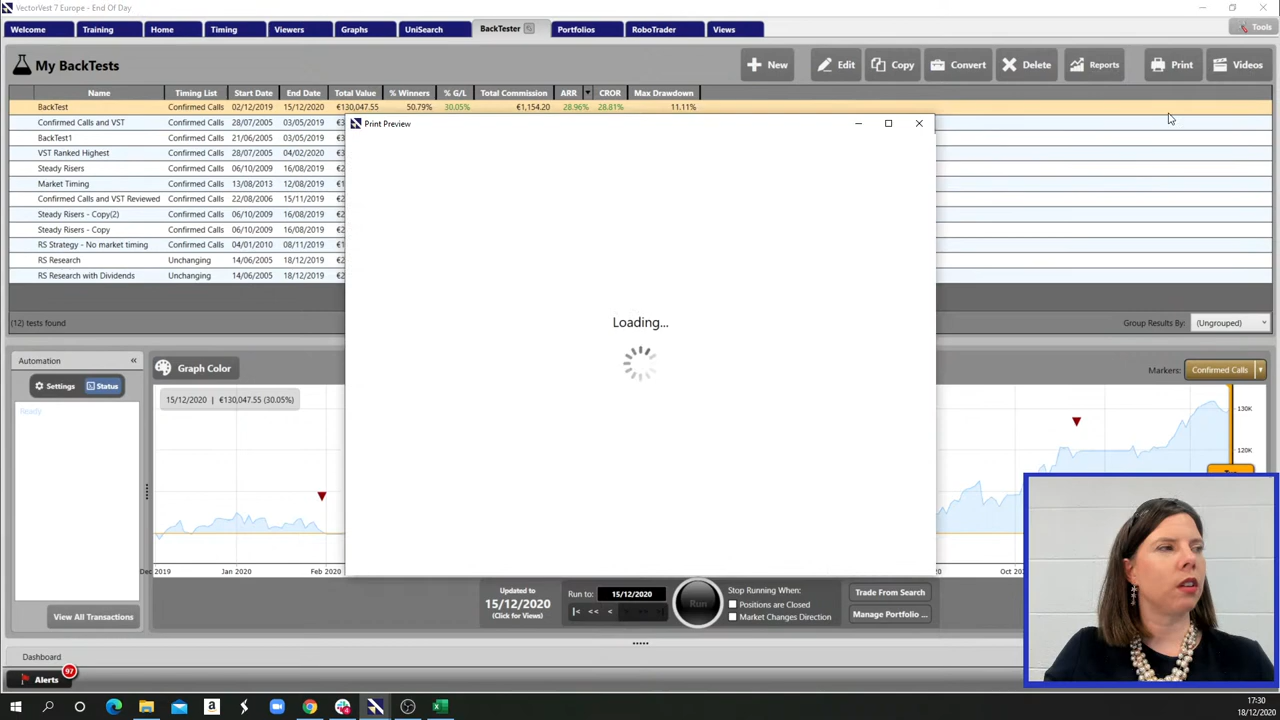 VectorVest 7 Europe - End Of Day
Welcome Training Home Timing Viewers Graphs UniSearch BackTester Portfolios RoboTrader Views Tools
My BackTests New Edit Copy Convert Delete Reports Print Videos
Name Timing List Start Date End Date Total Value % Winners % G/L Total Commission ARR CROR Max Drawdown
BackTest Confirmed Calls 02/12/2019 15/12/2020 €130,047.55 50.79% 30.05% €1,154.20 28.96% 28.81% 11.11%
Confirmed Calls and VST Confirmed Calls 28/07/2005 03/05/2019
BackTest1 Confirmed Calls 21/06/2005 03/05/2019
VST Ranked Highest Confirmed Calls 28/07/2005 04/02/2020
Steady Risers Confirmed Calls 06/10/2009 16/08/2019
Market Timing Confirmed Calls 13/08/2013 12/08/2019
Confirmed Calls and VST Reviewed Confirmed Calls 22/08/2006 15/11/2019
Steady Risers - Copy(2) Confirmed Calls 06/10/2009 16/08/2019
Steady Risers - Copy Confirmed Calls 06/10/2009 16/08/2019
RS Strategy - No market timing Confirmed Calls 04/01/2010 08/11/2019
RS Research Unchanging 14/06/2005 18/12/2019
RS Research with Dividends Unchanging 14/06/2005 18/12/2019
Print Preview
Loading...
(12) tests found Group Results By: (Ungrouped)
Automation «
Settings Status
Ready
Graph Color
Markers: Confirmed Calls
15/12/2020 | €130,047.55 (30.05%)
130K
120K
Dec 2019 Jan 2020 Feb 2020 Oct 202
View All Transactions
Updated to
15/12/2020
(Click for Views)
Run to: 15/12/2020
|< << < > >> >|
Run
Stop Running When:
Positions are Closed
Market Changes Direction
Trade From Search
Manage Portfolio ...
Dashboard
Alerts 97
17:30
18/12/2020